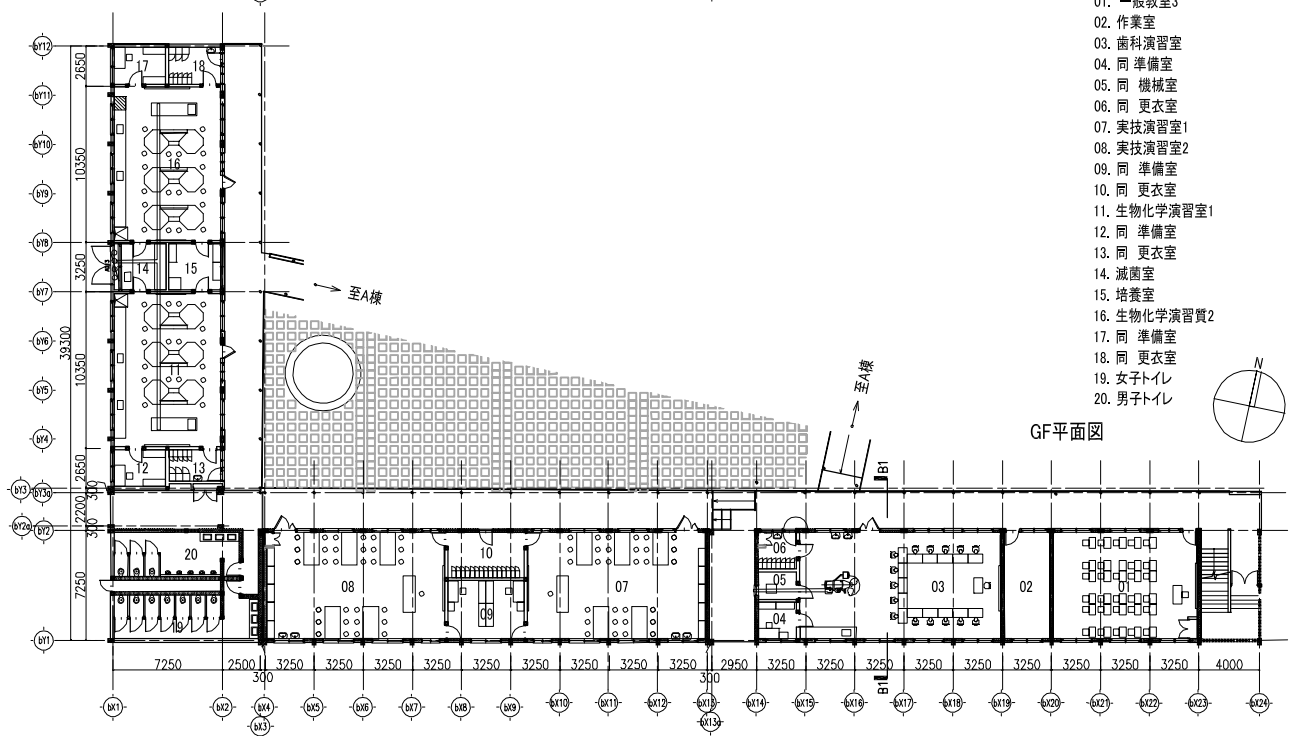 01. 一般教室3
02. 作業室
03. 歯科演習室
04. 同 準備室
05. 同 機械室
06. 同 更衣室
07. 実技演習室1
08. 実技演習室2
09. 同 準備室
10. 同 更衣室
11. 生物化学演習室1
12. 同 準備室
13. 同 更衣室
14. 滅菌室
15. 培養室
16. 生物化学演習質2
17. 同 準備室
18. 同 更衣室
19. 女子トイレ
20. 男子トイレ
N
GF平面図
bY12
bY11
bY10
bY9
bY8
bY7
bY6
bY5
bY4
bY3
bY3a
bY2
bY2a
bY1
2650
10350
3250
10350
2650
300
2200
300
7250
39300
17
18
16
14
15
11
12
13
至A棟
至A棟
B1
20
19
08
10
09
07
06
05
04
03
02
01
B1
7250
2500
300
3250
3250
3250
3250
3250
3250
3250
3250
3250
300
2950
3250
3250
3250
3250
3250
3250
3250
3250
3250
4000
bX1
bX2
bX4
bX3
bX5
bX6
bX7
bX8
bX9
bX10
bX11
bX12
bX13
bX13a
bX14
bX15
bX16
bX17
bX18
bX19
bX20
bX21
bX22
bX23
bX24